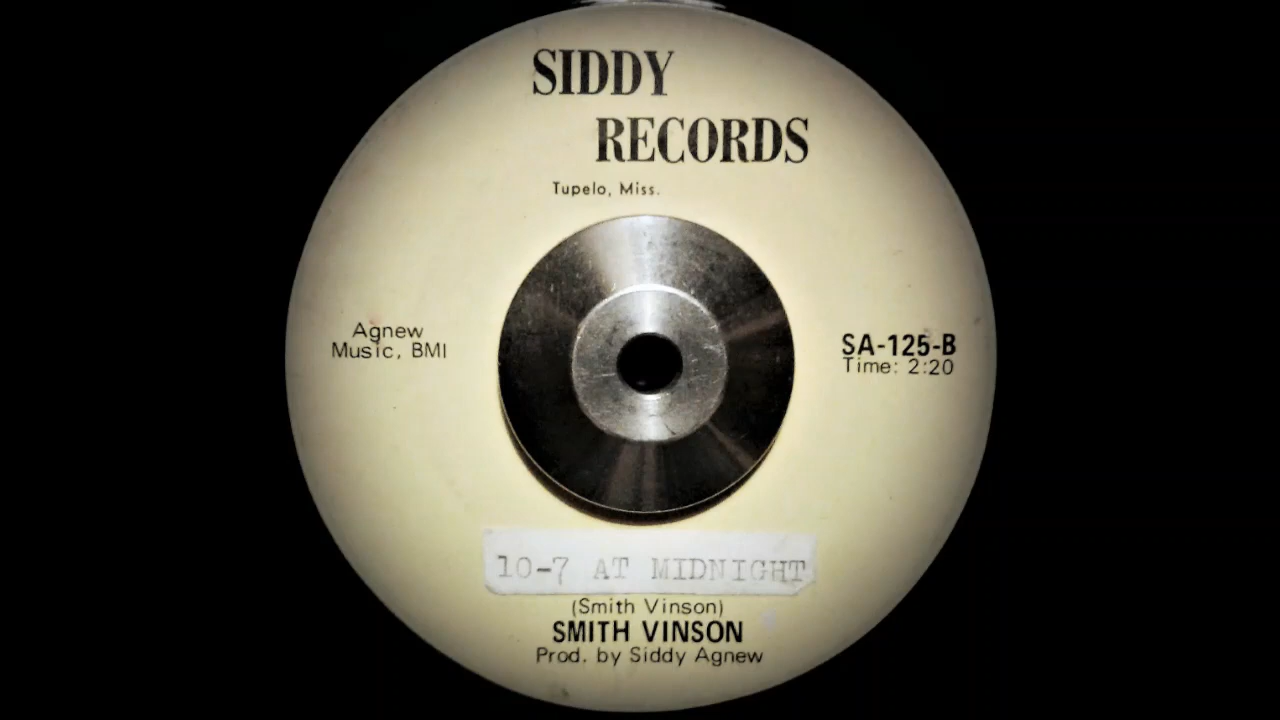 SIDDY
RECORDS
Tupelo, Miss.
Agnew
Music, BMI
SA-125-B
Time: 2:20
10-7 AT MIDNIGHT
(Smith Vinson)
SMITH VINSON
Prod. by Siddy Agnew